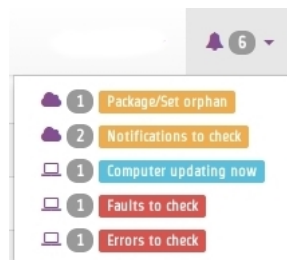 6
1 Package/Set orphan
2 Notifications to check
1 Computer updating now
1 Faults to check
1 Errors to check